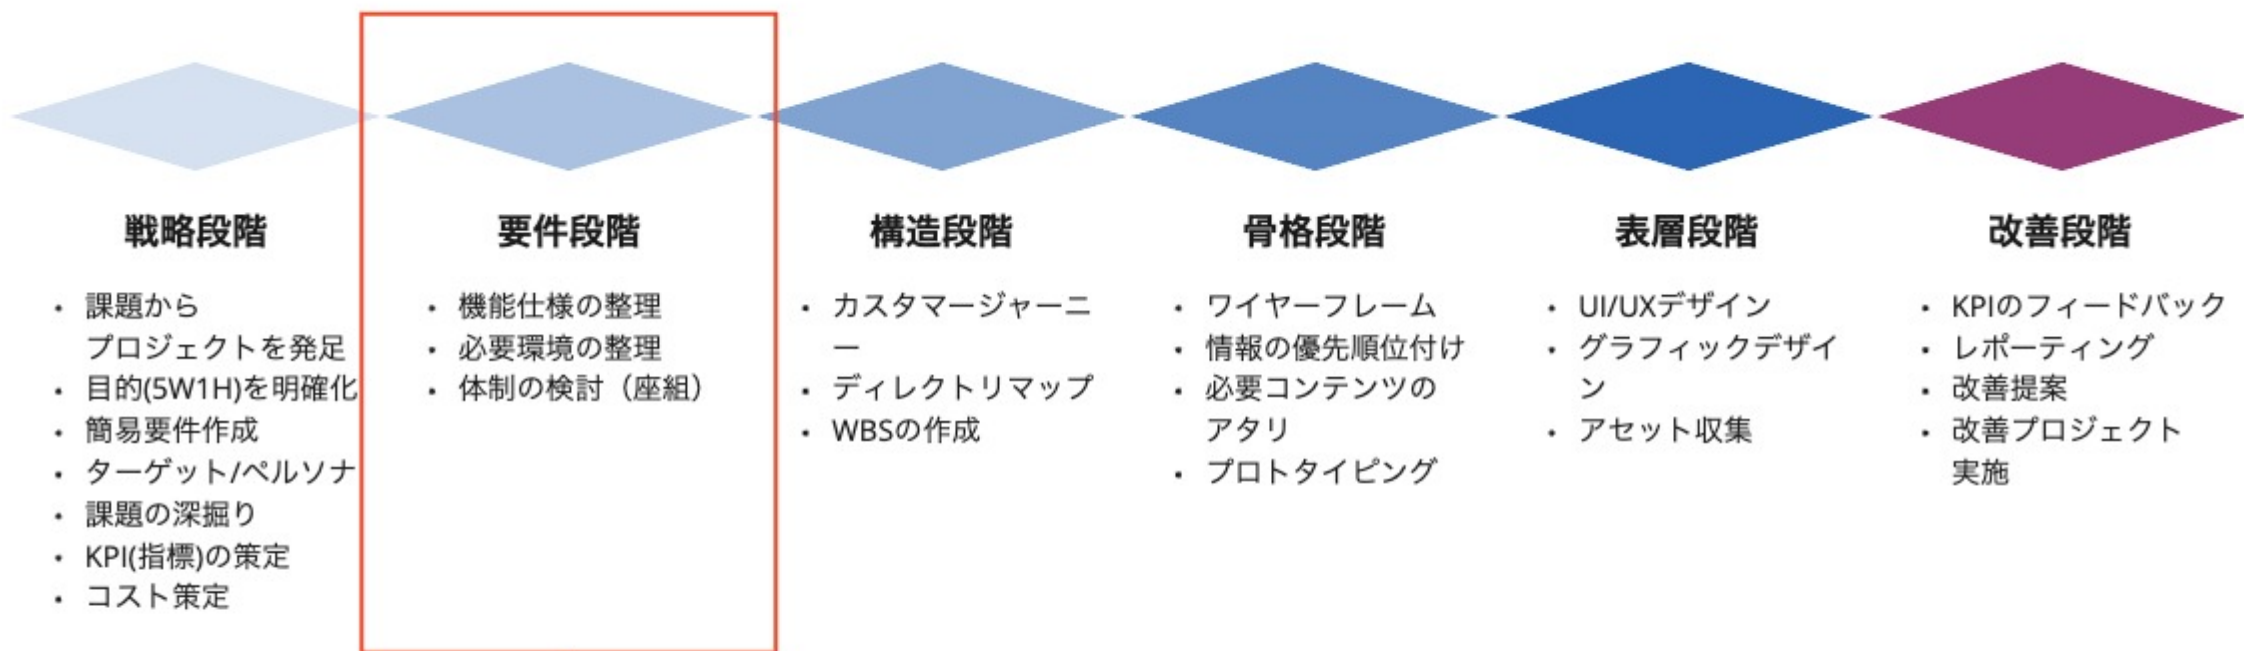 戦略段階
・ 課題から
プロジェクトを発足
・ 目的(5W1H)を明確化
・ 簡易要件作成
・ ターゲット/ペルソナ
・ 課題の深掘り
・ KPI(指標)の策定
・ コスト策定
要件段階
・ 機能仕様の整理
・ 必要環境の整理
・ 体制の検討（座組）
構造段階
・ カスタマージャーニ
ー
・ ディレクトリマップ
・ WBSの作成
骨格段階
・ ワイヤーフレーム
・ 情報の優先順位付け
・ 必要コンテンツの
アタリ
・ プロトタイピング
表層段階
・ UI/UXデザイン
・ グラフィックデザイ
ン
・ アセット収集
改善段階
・ KPIのフィードバック
・ レポーティング
・ 改善提案
・ 改善プロジェクト
実施